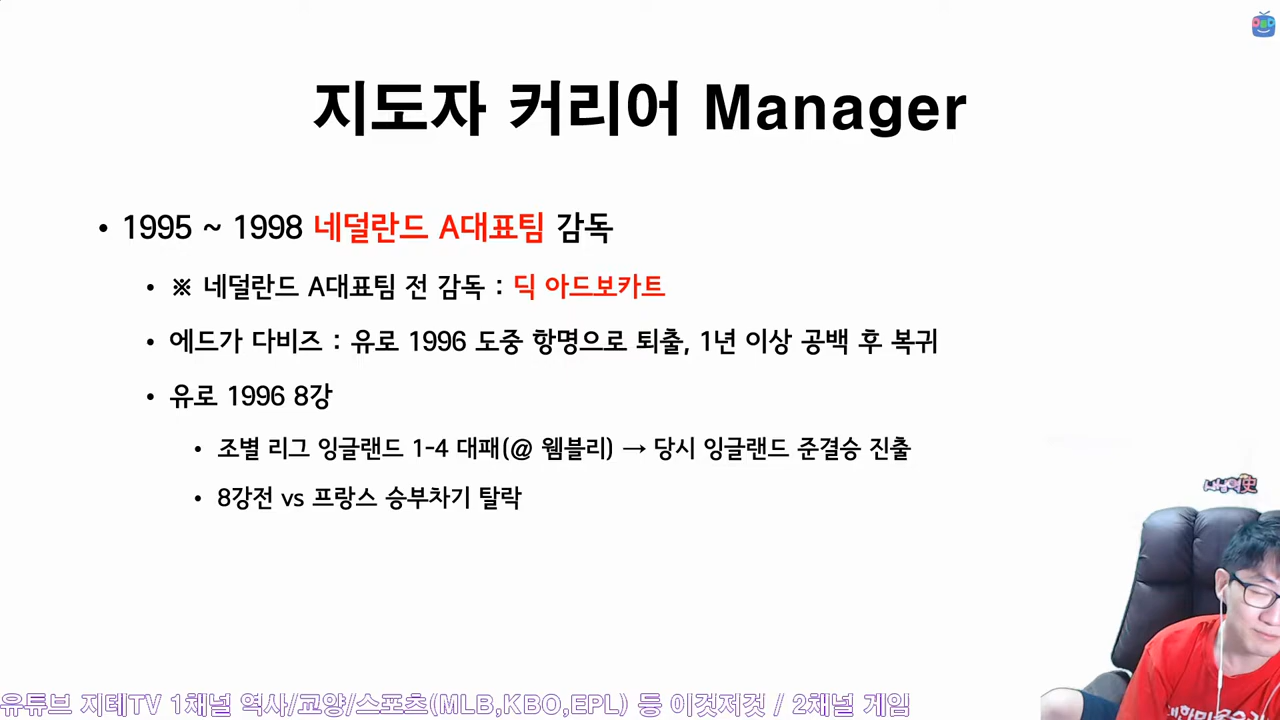 지도자 커리어 Manager
• 1995 ~ 1998 네덜란드 A대표팀 감독
• ※ 네덜란드 A대표팀 전 감독 : 딕 아드보카트
• 에드가 다비즈 : 유로 1996 도중 항명으로 퇴출, 1년 이상 공백 후 복귀
• 유로 1996 8강
• 조별 리그 잉글랜드 1-4 대패(@ 웸블리) → 당시 잉글랜드 준결승 진출
• 8강전 vs 프랑스 승부차기 탈락
유튜브 지테TV 1채널 역사/교양/스포츠(MLB,KBO,EPL) 등 이것저것 / 2채널 게임